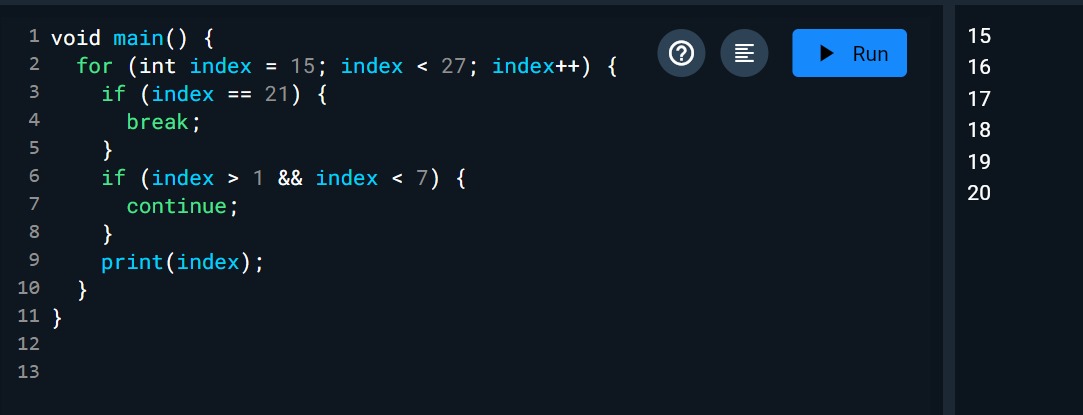 1 void main() {
2   for (int index = 15; index < 27; index++) {
3     if (index == 21) {
4       break;
5     }
6     if (index > 1 && index < 7) {
7       continue;
8     }
9     print(index);
10   }
11 }
12
13
?
Run
15
16
17
18
19
20